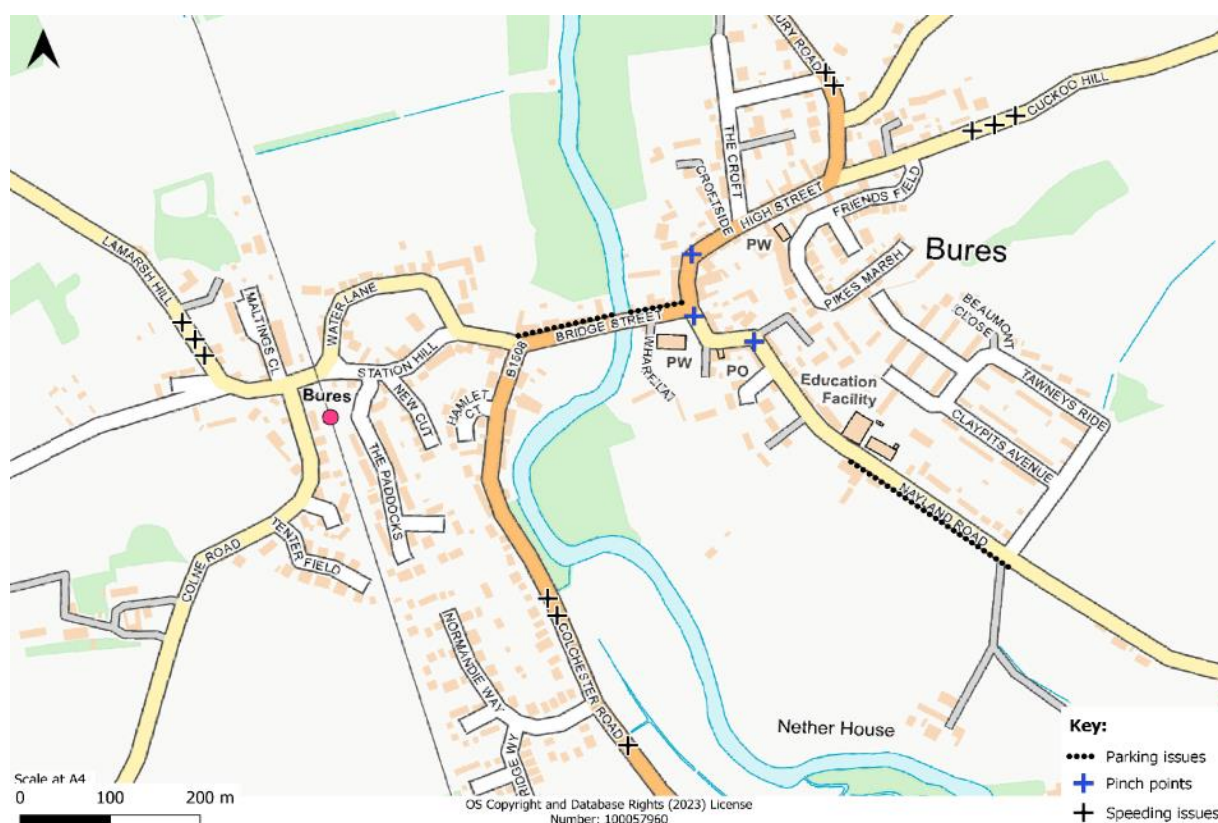 BURY ROAD
CUCKOO HILL
THE CROFT
CROFTSIDE
HIGH STREET
FRIENDS FIELD
PW
Bures
PIKES MARSH
LAMARSH HILL
MALTINGS CL
WATER LANE
BRIDGE STREET
STATION HILL
B1508
WHARF LA
PW
PO
BEAUMONT
CLOSE
TAWNEYS RIDE
Education
Facility
CLAYPITS AVENUE
Bures
NEW CUT
HAMLET
CT
THE PADDOCKS
NAYLAND ROAD
COLNE ROAD
TENTER FIELD
NORMANDIE WAY
COLCHESTER ROAD
RIDGE WY
Nether House
Key:
Parking issues
Pinch points
Speeding issues
Scale at A4
0 100 200 m
OS Copyright and Database Rights (2023) License
Number: 100057960